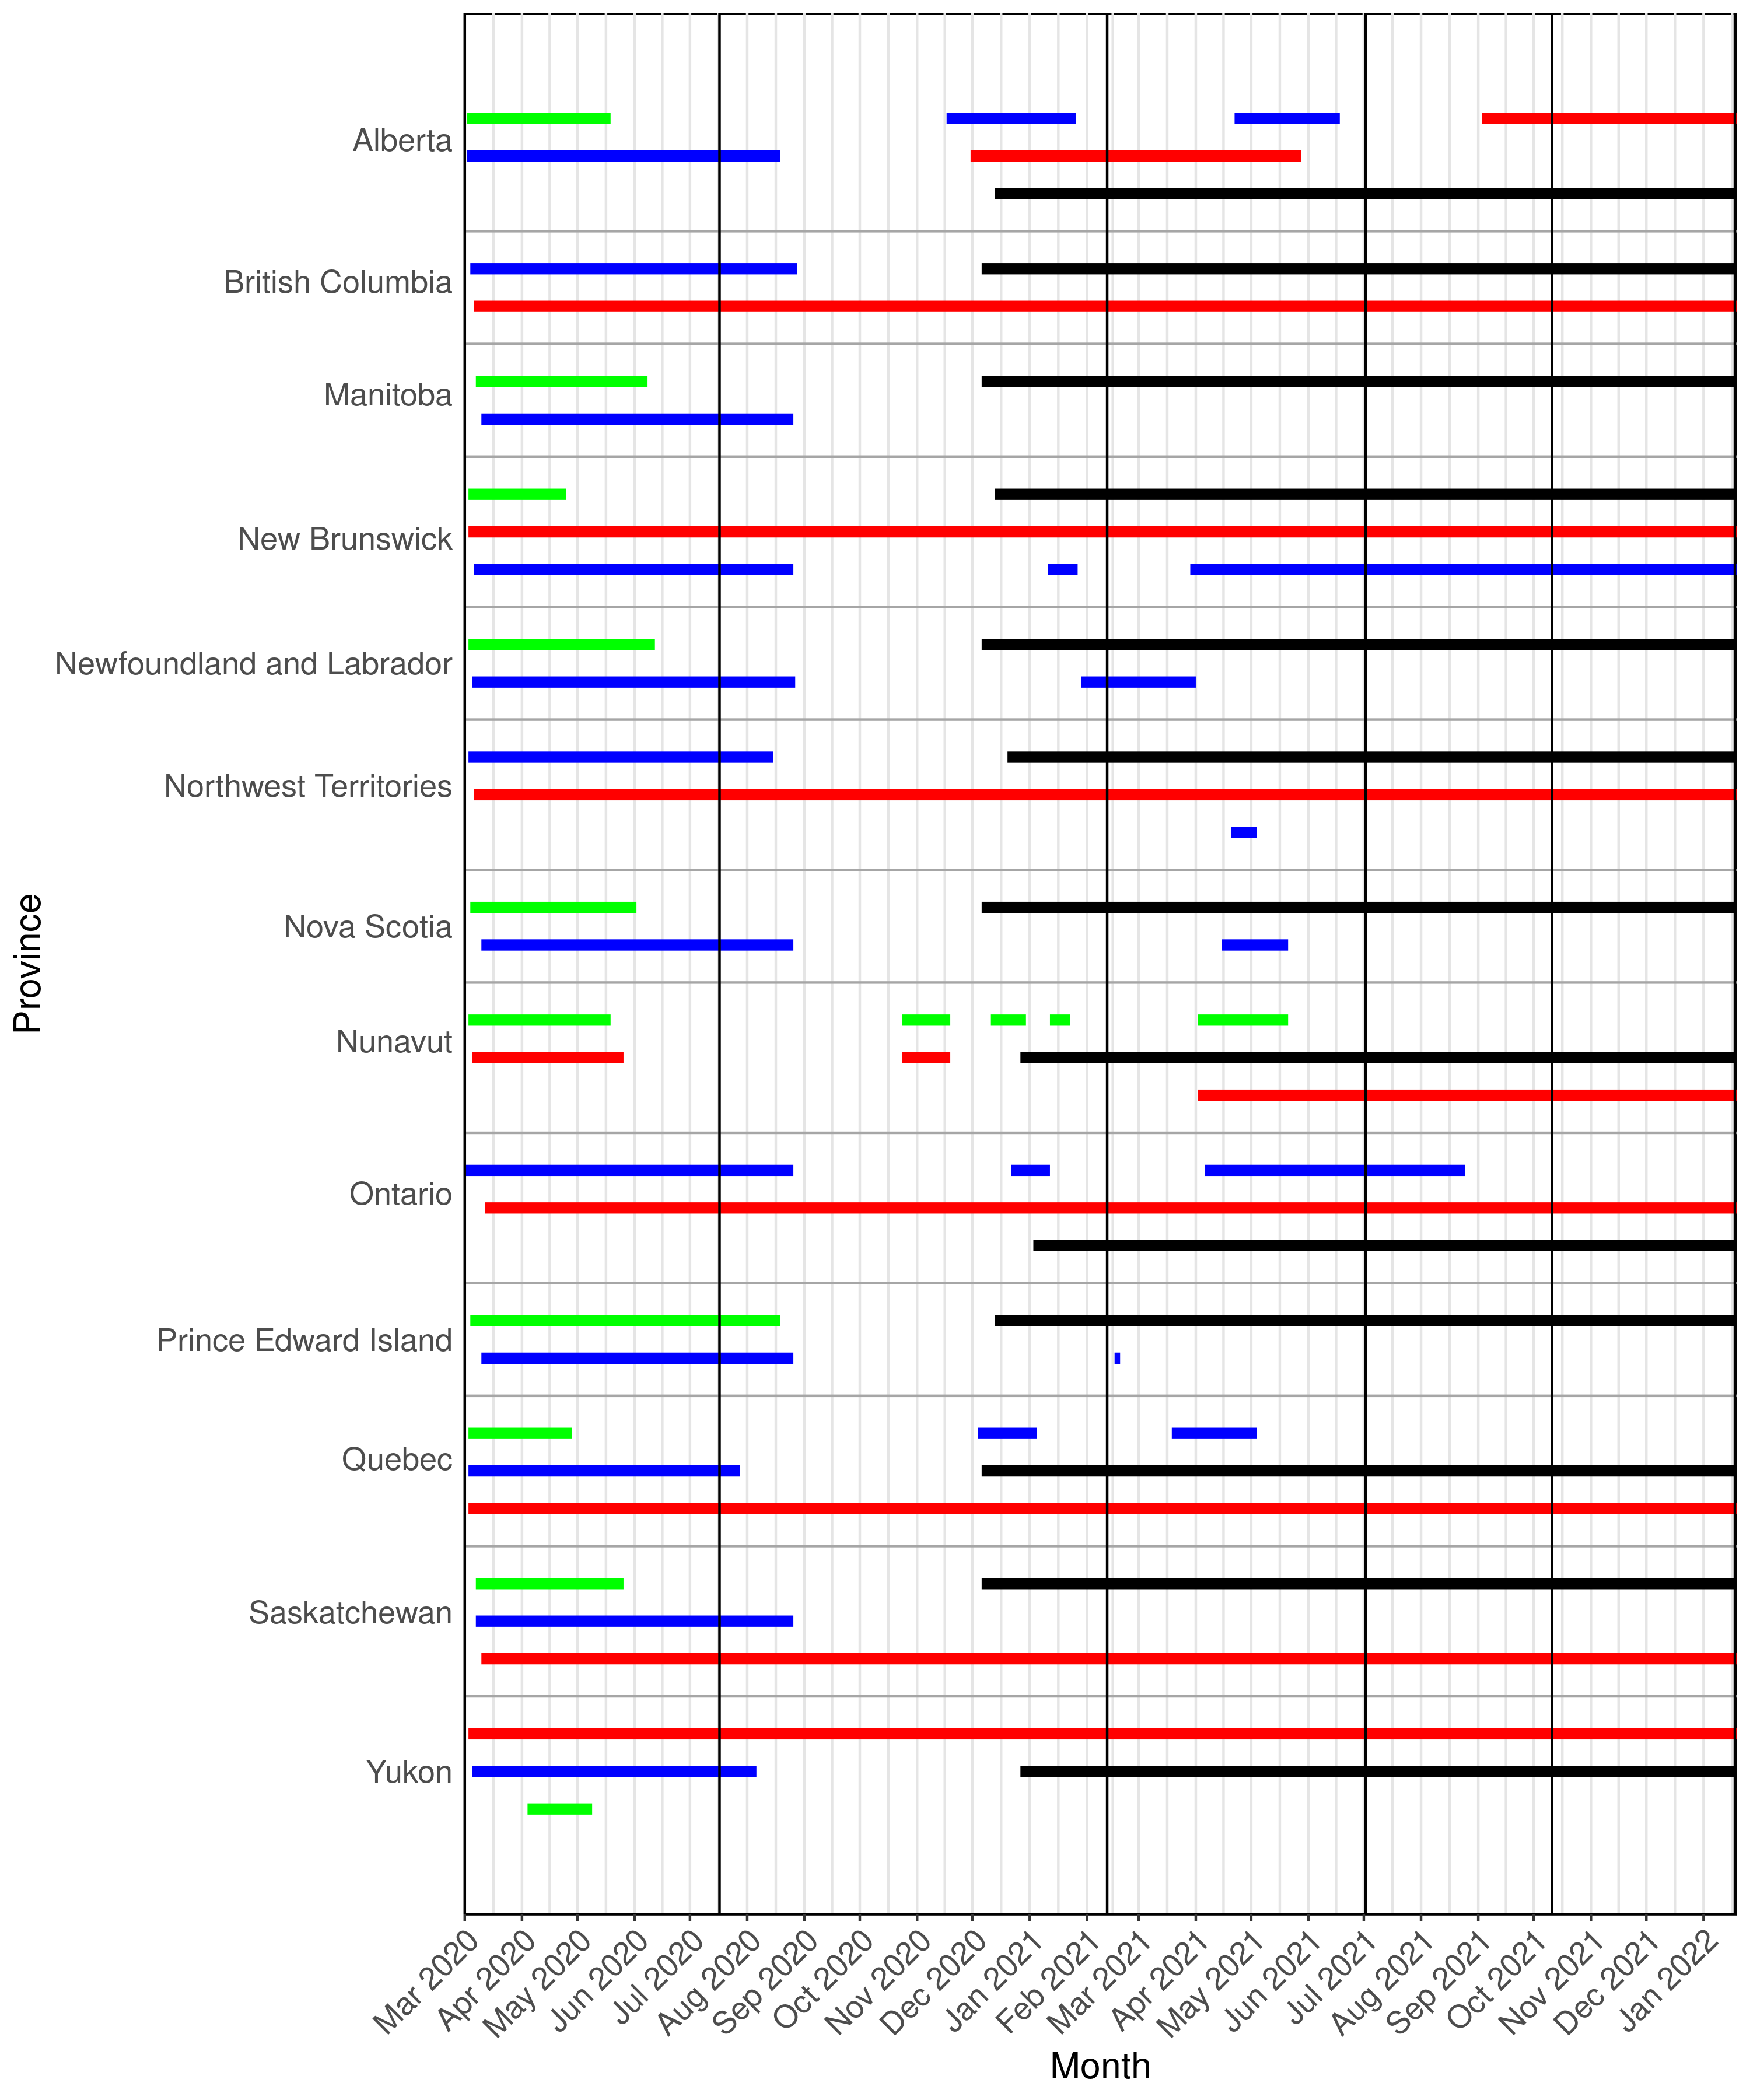 Alberta
British Columbia
Manitoba
New Brunswick
Newfoundland and Labrador
Northwest Territories
Nova Scotia
Nunavut
Ontario
Prince Edward Island
Quebec
Saskatchewan
Yukon
Province
Mar 2020
Apr 2020
May 2020
Jun 2020
Jul 2020
Aug 2020
Sep 2020
Oct 2020
Nov 2020
Dec 2020
Jan 2021
Feb 2021
Mar 2021
Apr 2021
May 2021
Jun 2021
Jul 2021
Aug 2021
Sep 2021
Oct 2021
Nov 2021
Dec 2021
Jan 2022
Month